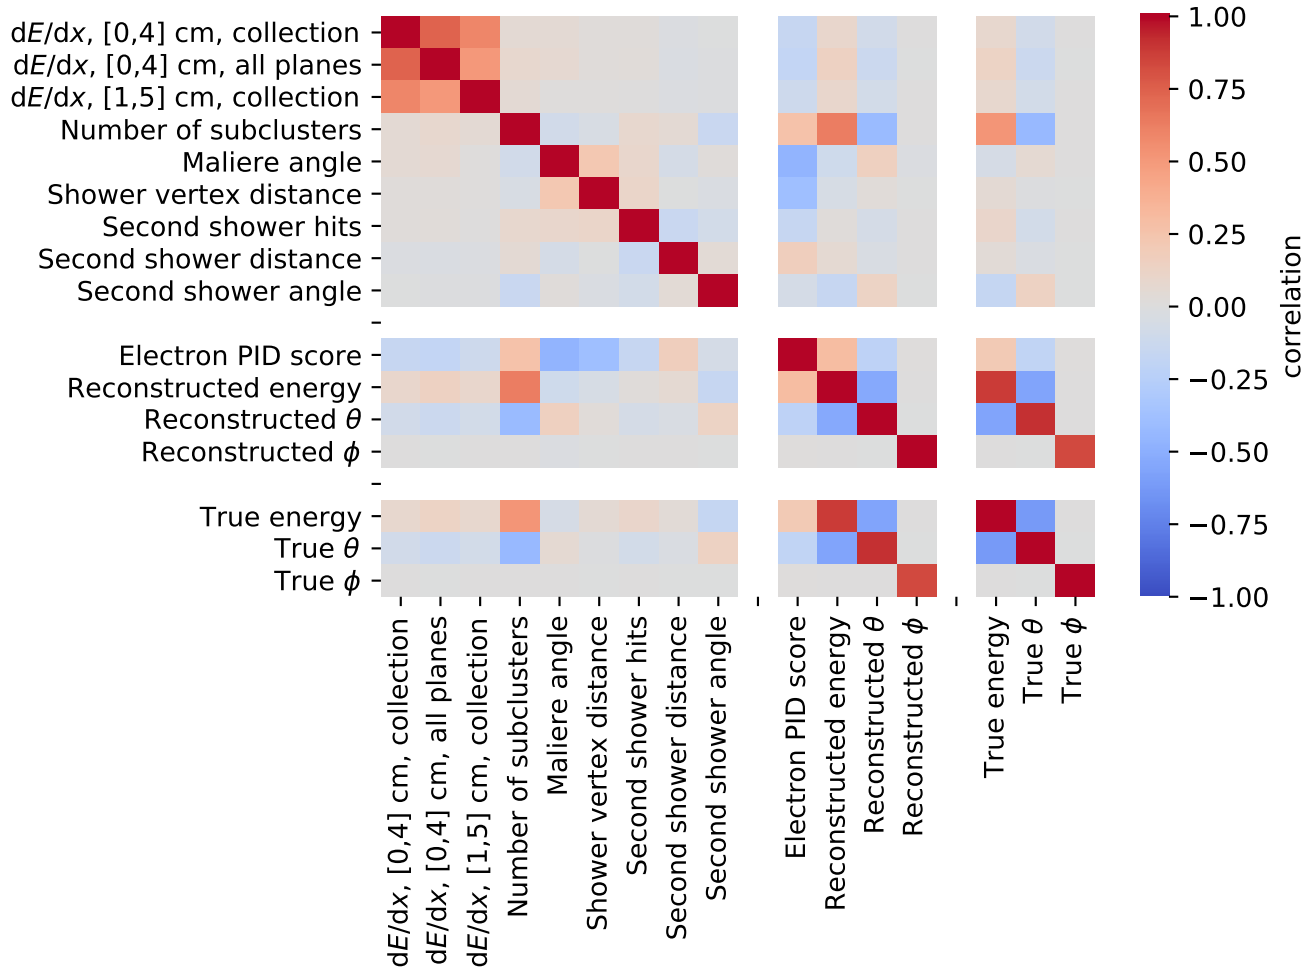 dE/dx, [0,4] cm, collection
dE/dx, [0,4] cm, all planes
dE/dx, [1,5] cm, collection
Number of subclusters
Maliere angle
Shower vertex distance
Second shower hits
Second shower distance
Second shower angle
Electron PID score
Reconstructed energy
Reconstructed θ
Reconstructed ϕ
True energy
True θ
True ϕ
dE/dx, [0,4] cm, collection
dE/dx, [0,4] cm, all planes
dE/dx, [1,5] cm, collection
Number of subclusters
Maliere angle
Shower vertex distance
Second shower hits
Second shower distance
Second shower angle
Electron PID score
Reconstructed energy
Reconstructed θ
Reconstructed ϕ
True energy
True θ
True ϕ
1.00
0.75
0.50
0.25
0.00
−0.25
−0.50
−0.75
−1.00
correlation